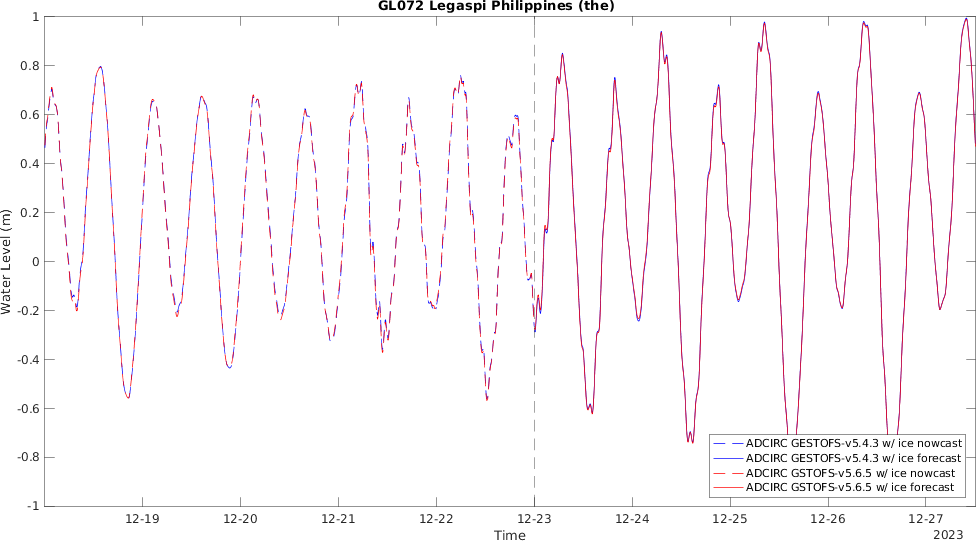 GL072 Legaspi Philippines (the)
Water Level (m)
1
0.8
0.6
0.4
0.2
0
-0.2
-0.4
-0.6
-0.8
-1
ADCIRC GESTOFS-v5.4.3 w/ ice nowcast
ADCIRC GESTOFS-v5.4.3 w/ ice forecast
ADCIRC GSTOFS-v5.6.5 w/ ice nowcast
ADCIRC GSTOFS-v5.6.5 w/ ice forecast
12-19 12-20 12-21 12-22 12-23 12-24 12-25 12-26 12-27
Time
2023